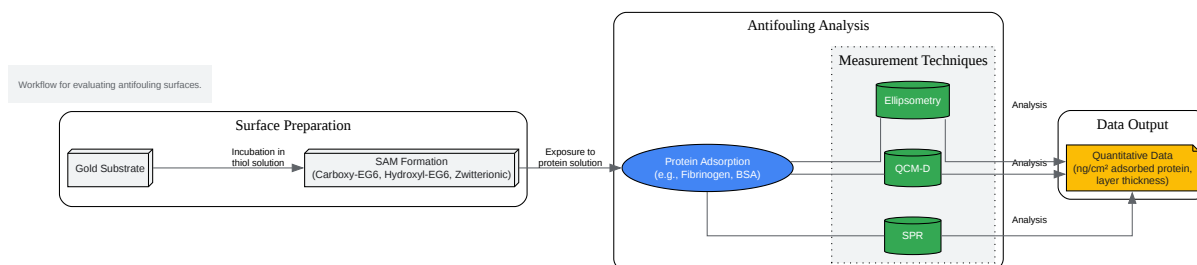 Antifouling Analysis
Measurement Techniques
Workflow for evaluating antifouling surfaces.
Ellipsometry
Analysis
Surface Preparation
Data Output
Gold Substrate
Incubation in
thiol solution
SAM Formation
(Carboxy-EG6, Hydroxyl-EG6, Zwitterionic)
Exposure to
protein solution
Protein Adsorption
(e.g., Fibrinogen, BSA)
QCM-D
Analysis
Quantitative Data
(ng/cm² adsorbed protein,
layer thickness)
SPR
Analysis